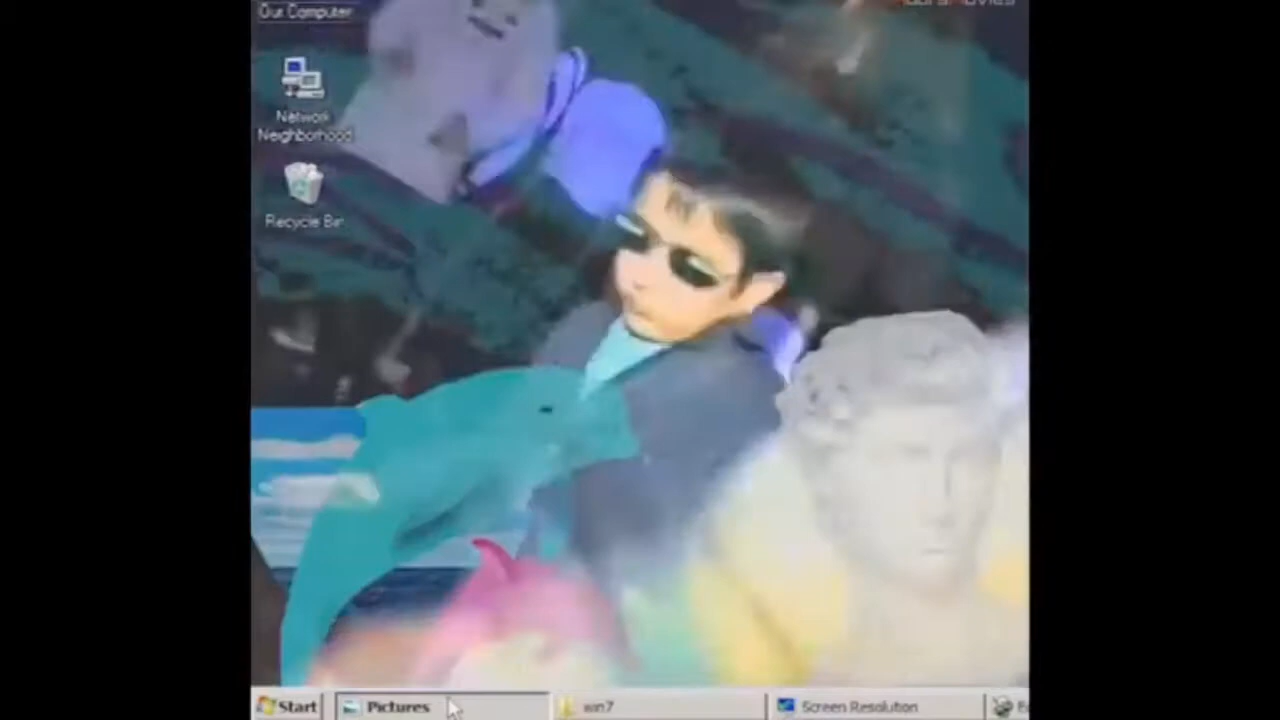 Our Computer
Network
Neighborhood
Recycle Bin
Start
Pictures
win7
Screen Resolution